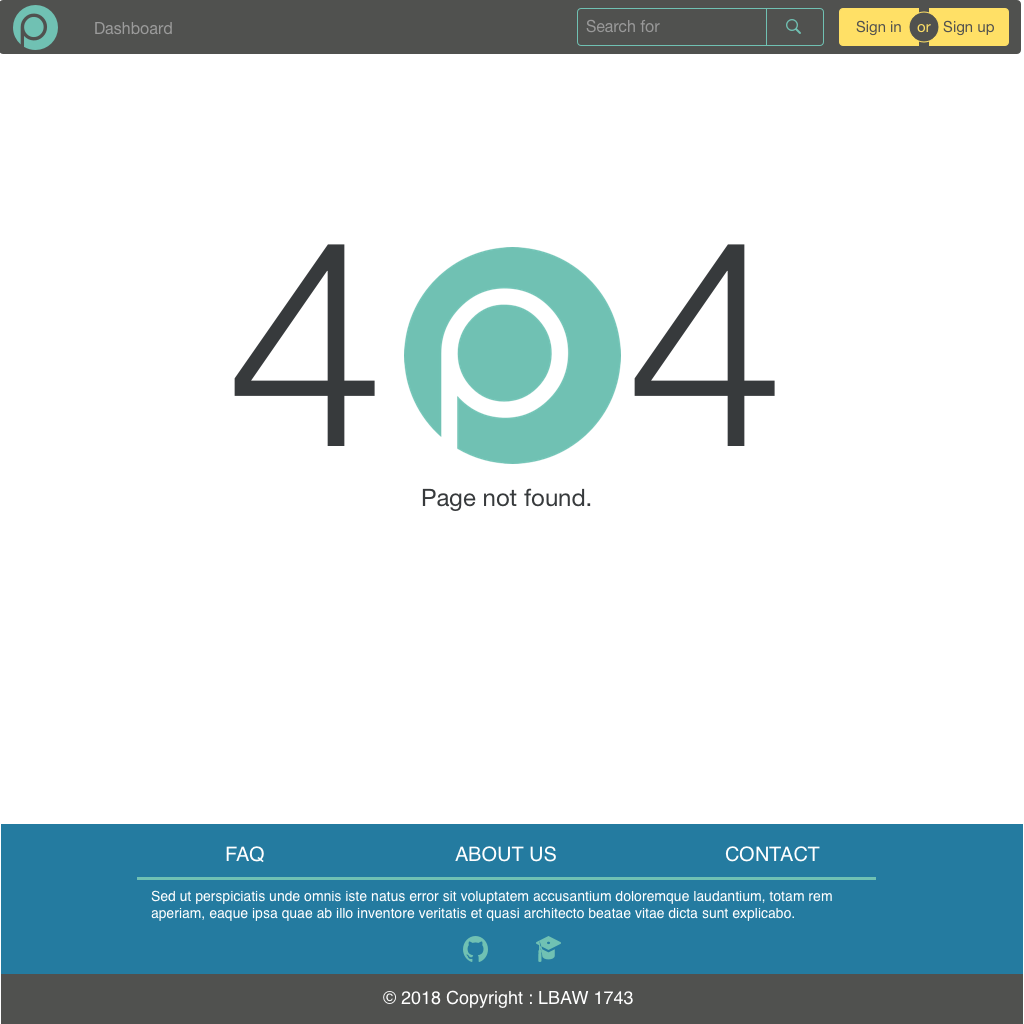 Dashboard
Search for
Sign in or Sign up
4 4
Page not found.
FAQ ABOUT US CONTACT
Sed ut perspiciatis unde omnis iste natus error sit voluptatem accusantium doloremque laudantium, totam rem
aperiam, eaque ipsa quae ab illo inventore veritatis et quasi architecto beatae vitae dicta sunt explicabo.
© 2018 Copyright : LBAW 1743